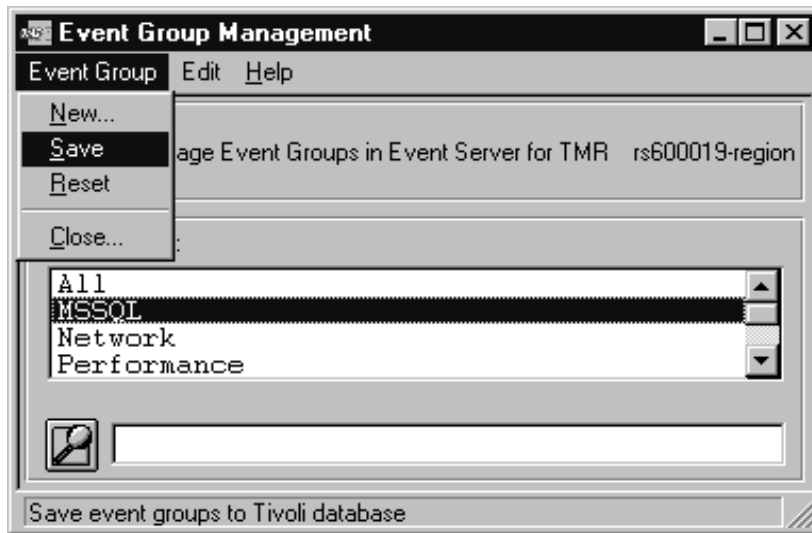 Event Group Management
Event Group Edit Help
New...
Save
age Event Groups in Event Server for TMR rs600019-region
Reset
Close...
:
All
MSSQL
Network
Performance
Save event groups to Tivoli database